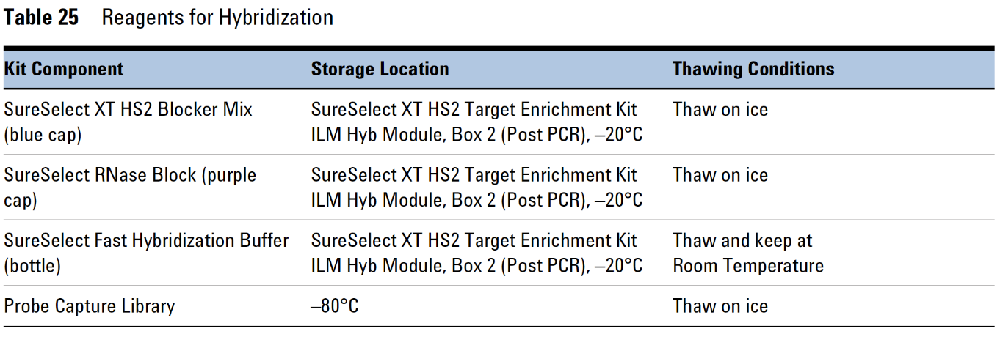 Table 25 Reagents for Hybridization
Kit Component Storage Location Thawing Conditions
SureSelect XT HS2 Blocker Mix SureSelect XT HS2 Target Enrichment Kit Thaw on ice
(blue cap) ILM Hyb Module, Box 2 (Post PCR), –20°C
SureSelect RNase Block (purple SureSelect XT HS2 Target Enrichment Kit Thaw on ice
cap) ILM Hyb Module, Box 2 (Post PCR), –20°C
SureSelect Fast Hybridization Buffer SureSelect XT HS2 Target Enrichment Kit Thaw and keep at
(bottle) ILM Hyb Module, Box 2 (Post PCR), –20°C Room Temperature
Probe Capture Library –80°C Thaw on ice